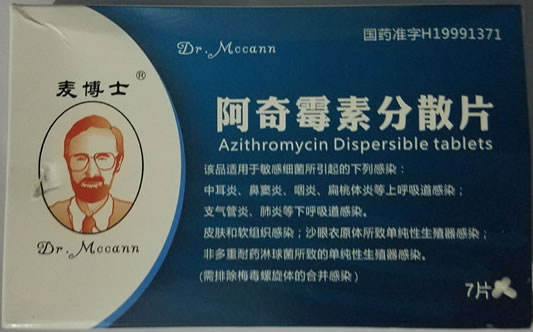 国药准字H19991371
Dr. Mccann
麦博士®
阿奇霉素分散片
Azithromycin Dispersible tablets
该品适用于敏感细菌所引起的下列感染：
中耳炎、鼻窦炎、咽炎、扁桃体炎等上呼吸道感染；
支气管炎、肺炎等下呼吸道感染。
皮肤和软组织感染；沙眼衣原体所致单纯性生殖器感染；
非多重耐药淋球菌所致的单纯性生殖器感染。
(需排除梅毒螺旋体的合并感染)
Dr. Mccann
7片